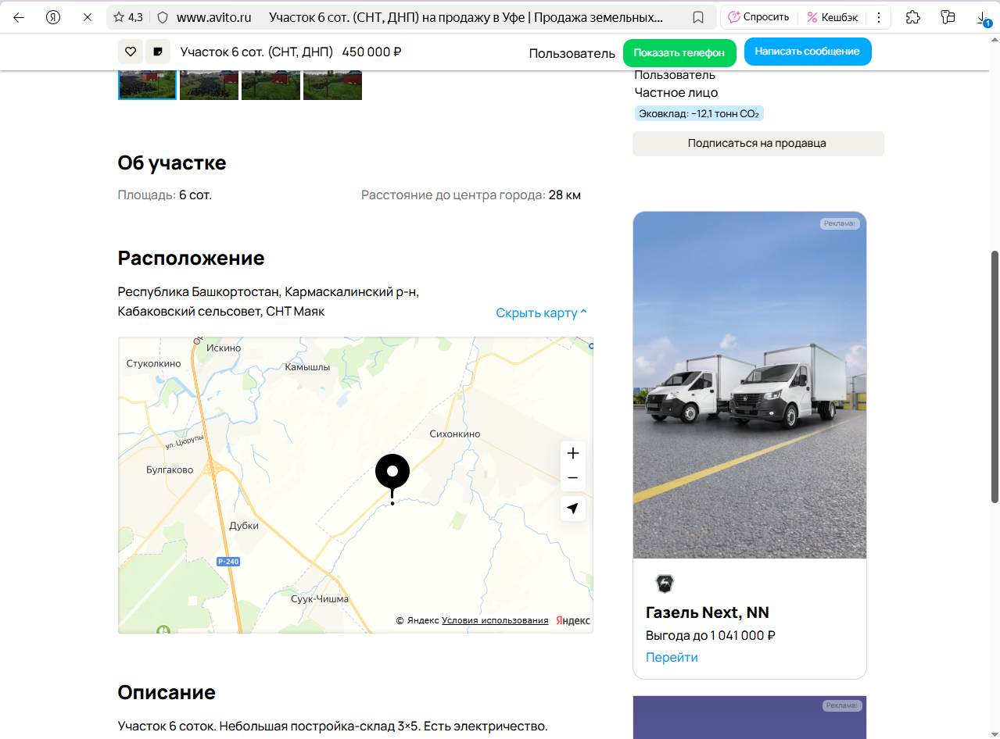 4,3
www.avito.ru
Участок 6 сот. (СНТ, ДНП) на продажу в Уфе | Продажа земельных...
Спросить
Кешбэк
1
Участок 6 сот. (СНТ, ДНП)
450 000 ₽
Пользователь
Показать телефон
Написать сообщение
Пользователь
Частное лицо
Эковклад: −12,1 тонн CO₂
Подписаться на продавца
Об участке
Площадь: 6 сот.
Расстояние до центра города: 28 км
Расположение
Республика Башкортостан, Кармаскалинский р-н,
Кабаковский сельсовет, СНТ Маяк
Скрыть карту
Искино
Стуколкино
Камышлы
Сихонкино
ул. Цюрупы
Булгаково
Дубки
Р-240
Суук-Чишма
© Яндекс Условия использования Яндекс
Реклама
Газель Next, NN
Выгода до 1 041 000 ₽
Перейти
Реклама
Описание
Участок 6 соток. Небольшая постройка-склад 3×5. Есть электричество.